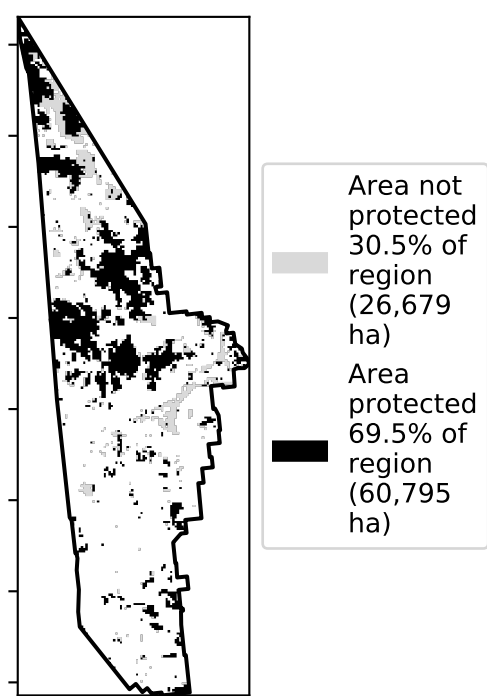 Area not
protected
30.5% of
region
(26,679
ha)
Area
protected
69.5% of
region
(60,795
ha)